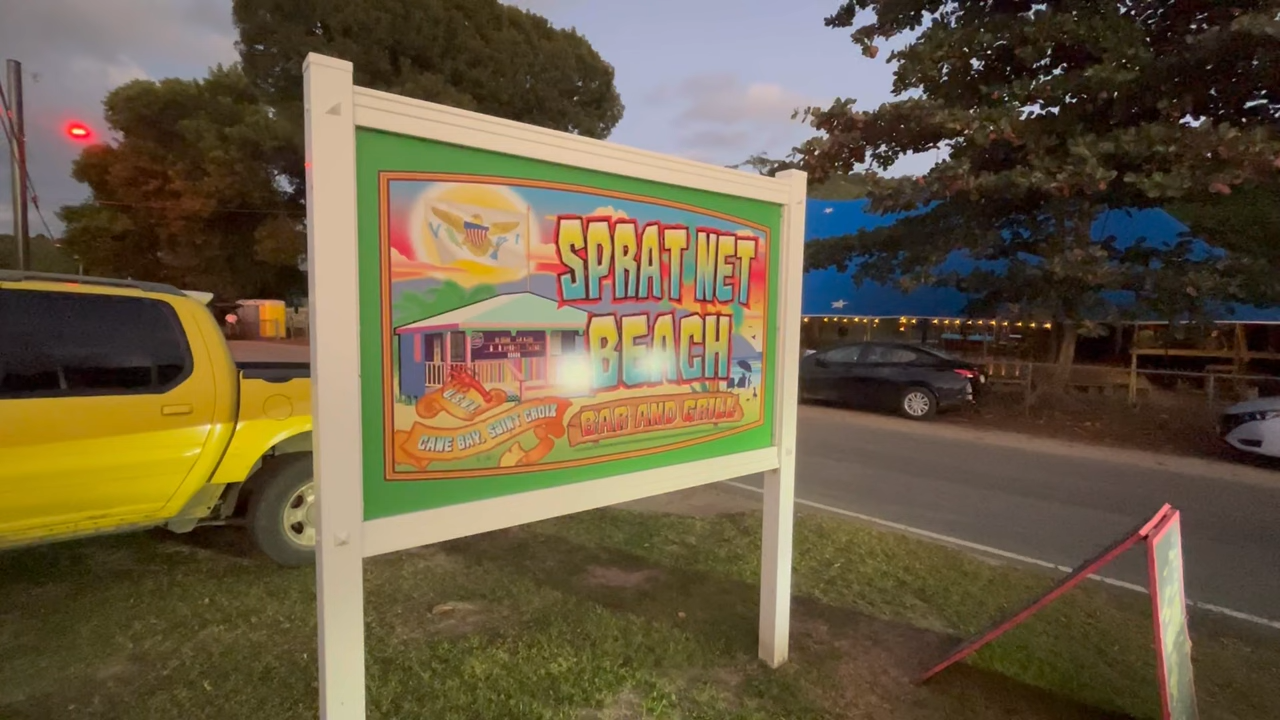 V I
SPRAT NET
BEACH
BAR AND GRILL
U.S.V.I.
CANE BAY, SAINT CROIX